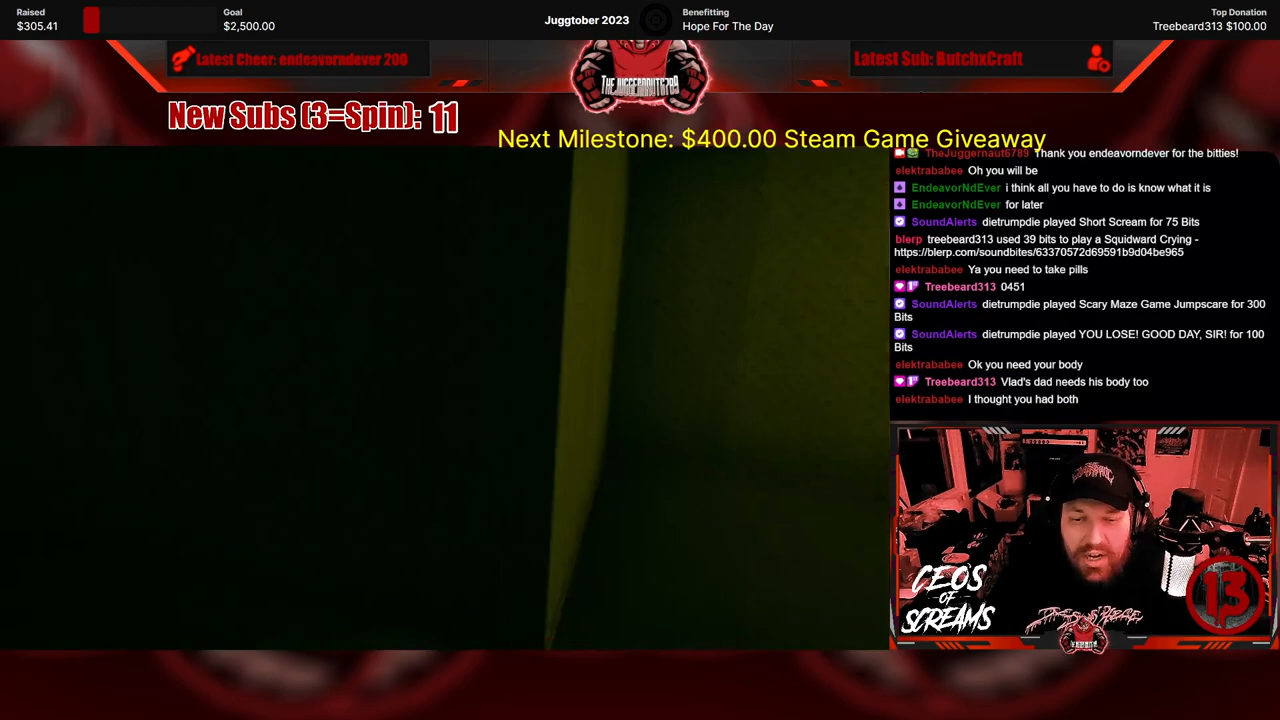 Raised
$305.41
Goal
$2,500.00
Juggtober 2023
Benefitting
Hope For The Day
Top Donation
Treebeard313 $100.00
Latest Cheer: endeavorndever 200
THEJUGGERNAUT6789
Latest Sub: ButchxCraft
New Subs (3=Spin): 11
Next Milestone: $400.00 Steam Game Giveaway
TheJuggernaut6789 Thank you endeavorndever for the bitties!
elektrababee Oh you will be
EndeavorNdEver i think all you have to do is know what it is
EndeavorNdEver for later
SoundAlerts dietrumpdie played Short Scream for 75 Bits
blerp treebeard313 used 39 bits to play a Squidward Crying -
https://blerp.com/soundbites/63370572d69591b9d04be965
elektrababee Ya you need to take pills
Treebeard313 0451
SoundAlerts dietrumpdie played Scary Maze Game Jumpscare for 300
Bits
SoundAlerts dietrumpdie played YOU LOSE! GOOD DAY, SIR! for 100
Bits
elektrababee Ok you need your body
Treebeard313 Vlad's dad needs his body too
elektrababee I thought you had both
CEOS
OF
SCREAMS
13